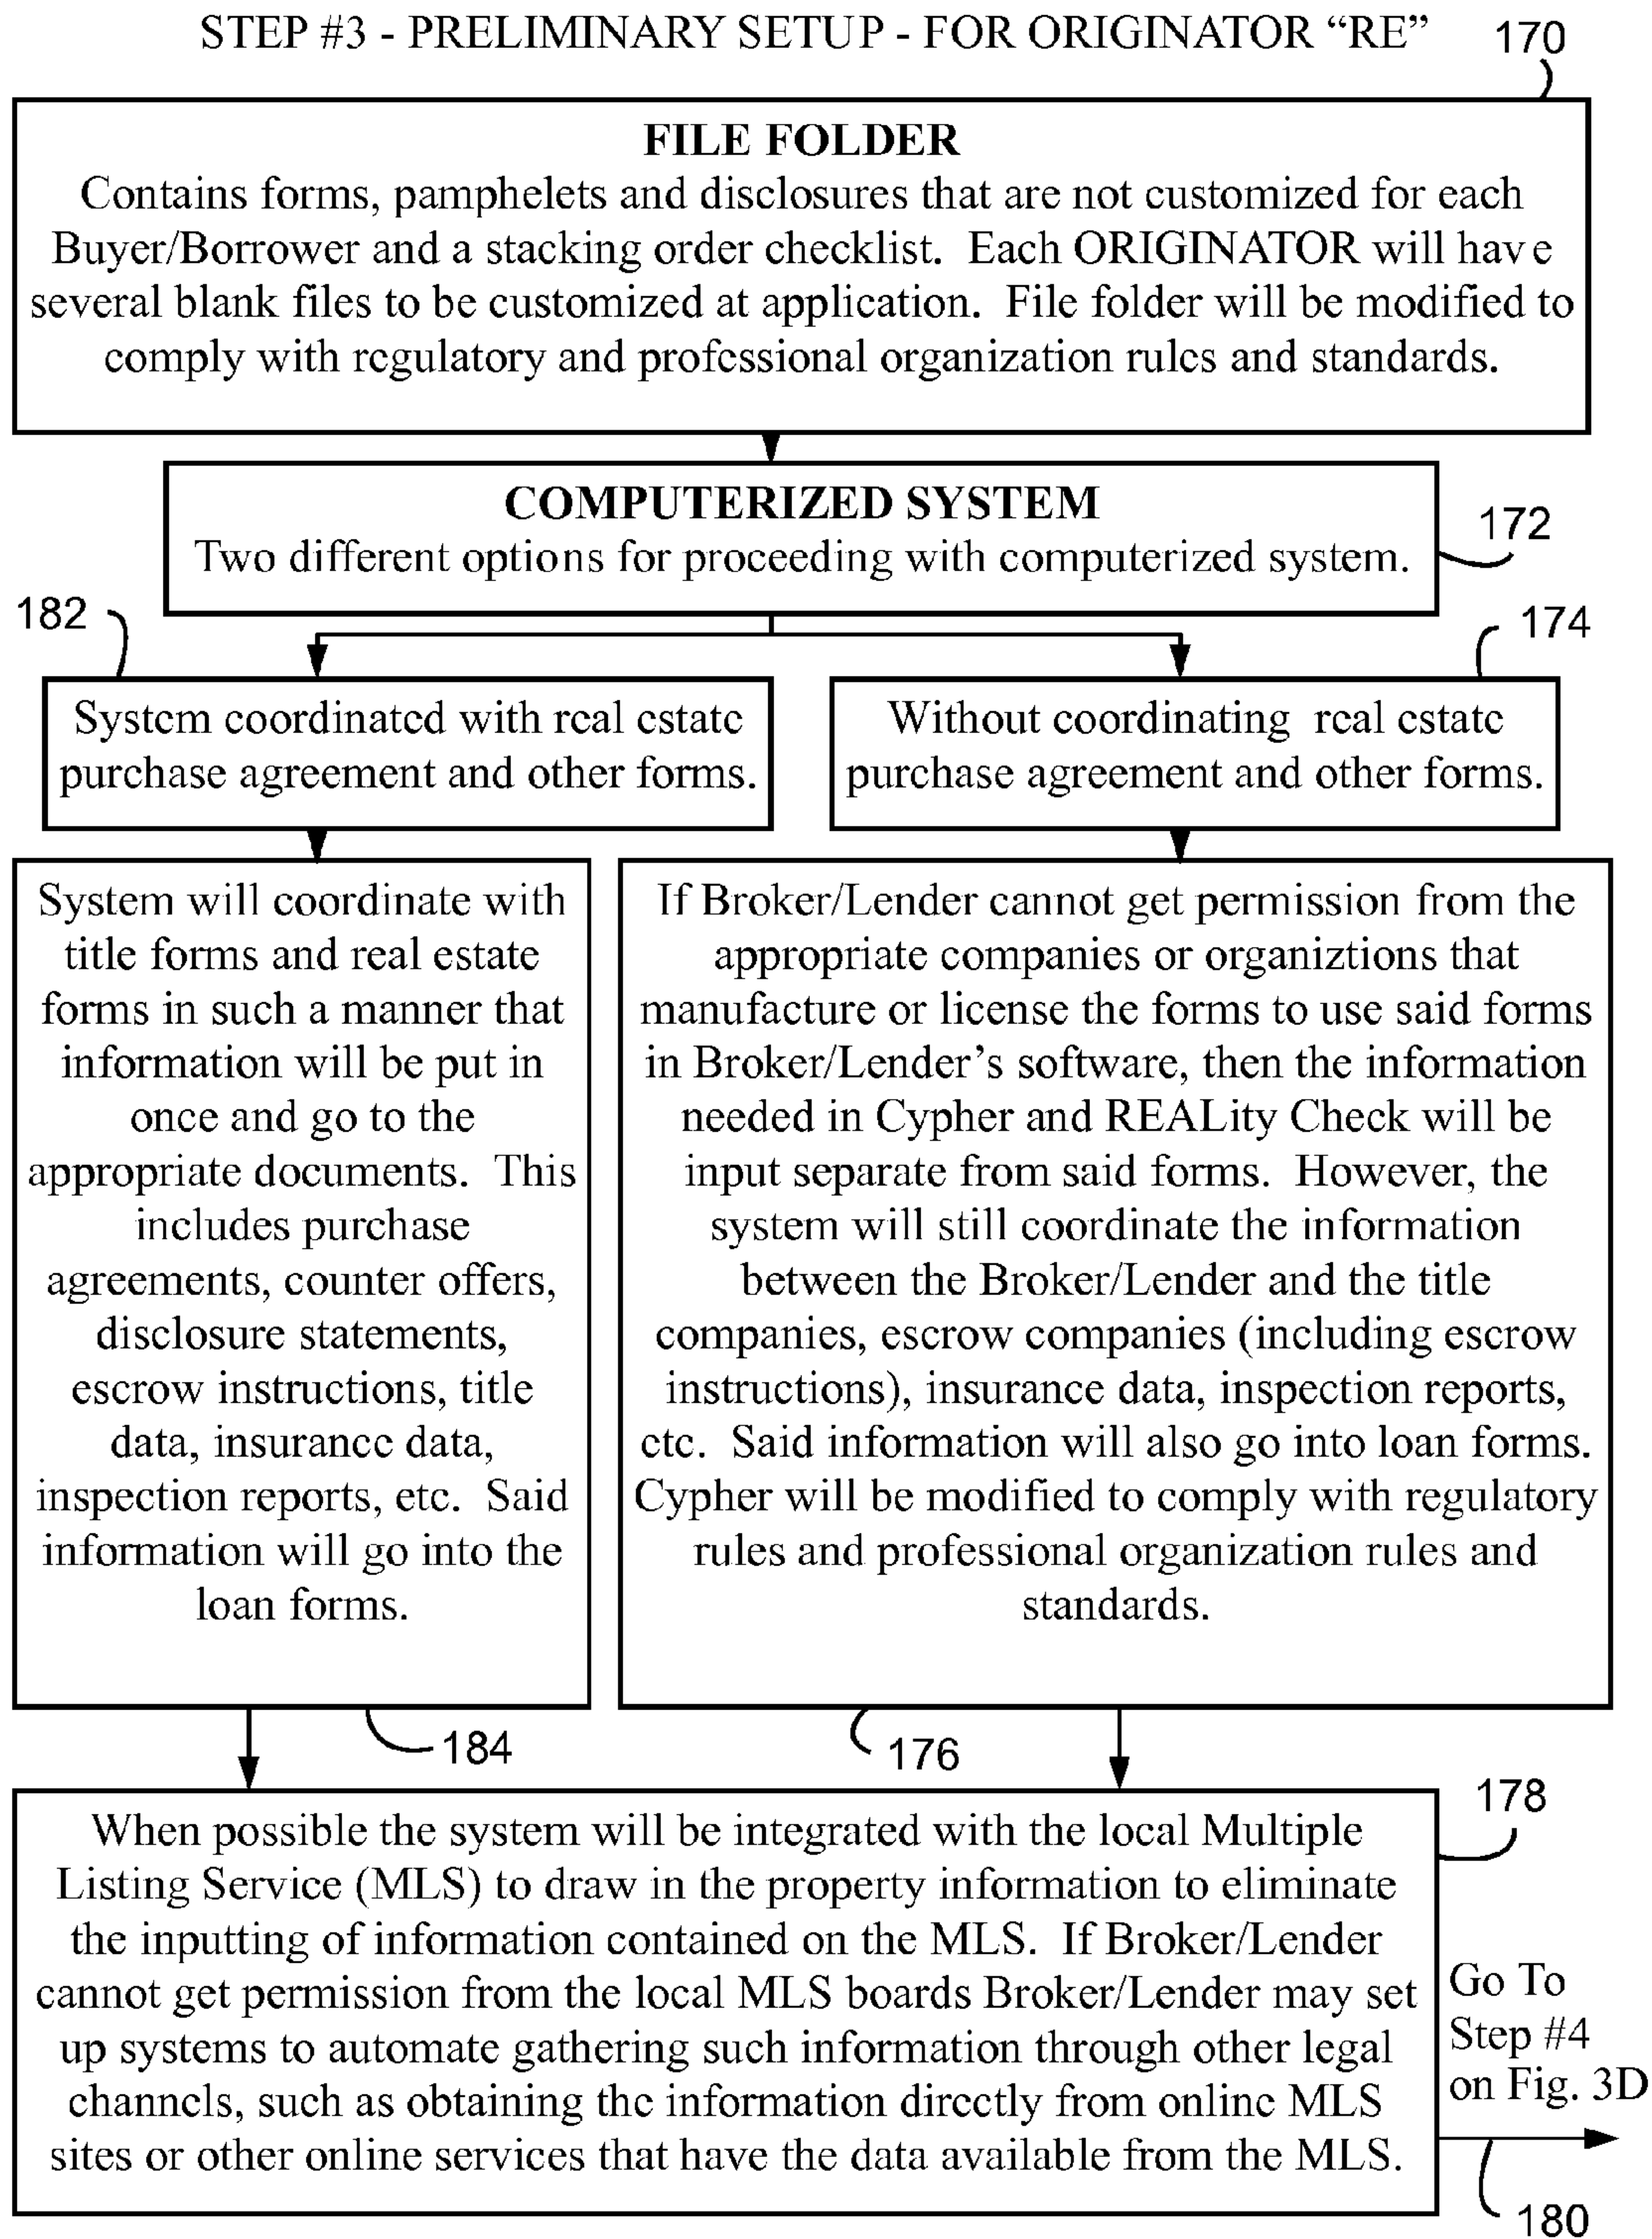 STEP #3 - PRELIMINARY SETUP - FOR ORIGINATOR “RE”
170
FILE FOLDER
Contains forms, pamphelets and disclosures that are not customized for each
Buyer/Borrower and a stacking order checklist. Each ORIGINATOR will have
several blank files to be customized at application. File folder will be modified to
comply with regulatory and professional organization rules and standards.
COMPUTERIZED SYSTEM
Two different options for proceeding with computerized system.
172
182
174
System coordinated with real estate
purchase agreement and other forms.
Without coordinating real estate
purchase agreement and other forms.
System will coordinate with
title forms and real estate
forms in such a manner that
information will be put in
once and go to the
appropriate documents. This
includes purchase
agreements, counter offers,
disclosure statements,
escrow instructions, title
data, insurance data,
inspection reports, etc. Said
information will go into the
loan forms.
If Broker/Lender cannot get permission from the
appropriate companies or organiztions that
manufacture or license the forms to use said forms
in Broker/Lender’s software, then the information
needed in Cypher and REALity Check will be
input separate from said forms. However, the
system will still coordinate the information
between the Broker/Lender and the title
companies, escrow companies (including escrow
instructions), insurance data, inspection reports,
etc. Said information will also go into loan forms.
Cypher will be modified to comply with regulatory
rules and professional organization rules and
standards.
184
176
178
When possible the system will be integrated with the local Multiple
Listing Service (MLS) to draw in the property information to eliminate
the inputting of information contained on the MLS. If Broker/Lender
cannot get permission from the local MLS boards Broker/Lender may set
up systems to automate gathering such information through other legal
channels, such as obtaining the information directly from online MLS
sites or other online services that have the data available from the MLS.
Go To
Step #4
on Fig. 3D
180